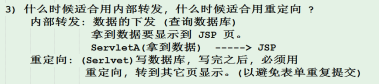 3) 什么时候适合用内部转发，什么时候适合用重定向 ?
内部转发: 数据的下发 (查询数据库)
拿到数据要显示到 JSP 页。
ServletA(拿到数据) -----> JSP
重定向: (Serlvet)写数据库，写完之后，必须用
重定向，转到其它页显示。(以避免表单重复提交)